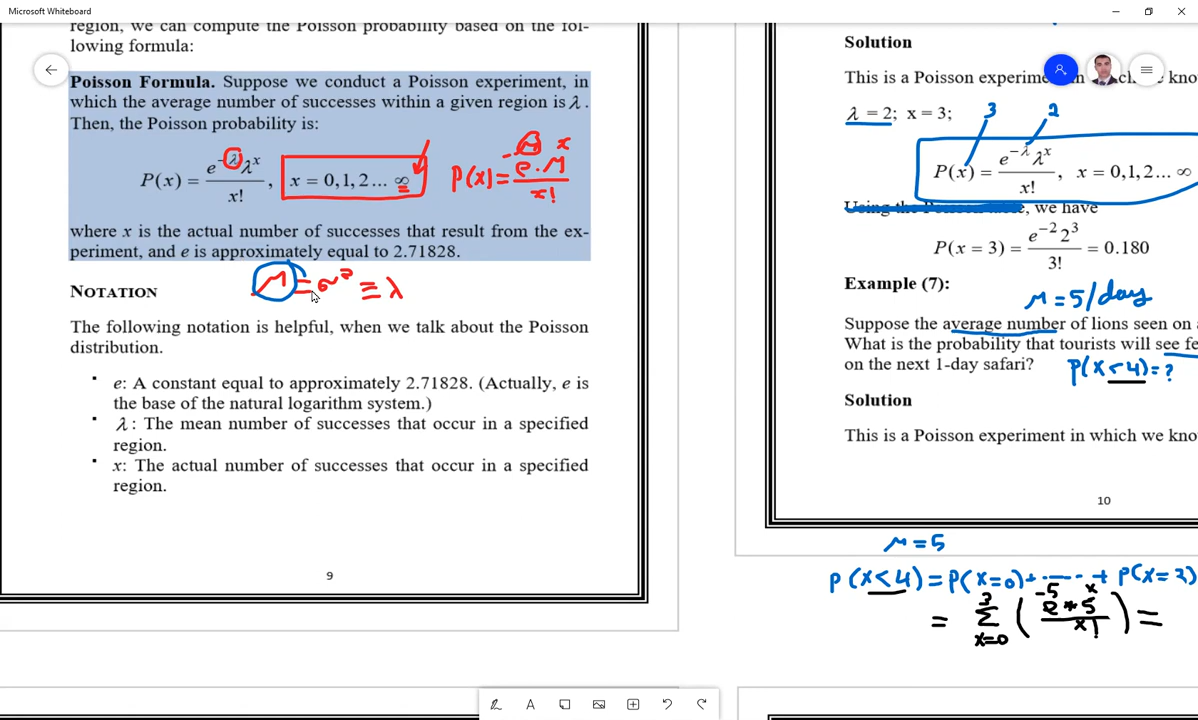 Microsoft Whiteboard
region, we can compute the Poisson probability based on the fol-
lowing formula:
Poisson Formula. Suppose we conduct a Poisson experiment, in
which the average number of successes within a given region is λ.
Then, the Poisson probability is:
P(x) = e^-λ λ^x / x!, x = 0,1,2... ∞
P(x) = e^-μ . μ^x / x!
where x is the actual number of successes that result from the ex-
periment, and e is approximately equal to 2.71828.
μ = σ² ≡ λ
NOTATION
The following notation is helpful, when we talk about the Poisson
distribution.
· e: A constant equal to approximately 2.71828. (Actually, e is
the base of the natural logarithm system.)
· λ: The mean number of successes that occur in a specified
region.
· x: The actual number of successes that occur in a specified
region.
9
Solution
This is a Poisson experiment
λ = 2; x = 3;
3 2
P(x) = e^-λ λ^x / x!, x = 0,1,2... ∞
Using the Poisson, we have
P(x = 3) = e^-2 2^3 / 3! = 0.180
Example (7):
μ = 5/day
Suppose the average number of lions seen on
What is the probability that tourists will see
on the next 1-day safari?
P(x < 4) = ?
Solution
This is a Poisson experiment in which we
10
μ = 5
P(x < 4) = P(x=0) + ---- + P(x=3)
= Σ_{x=0}^{3} (e^-5 * 5^x / x!) =